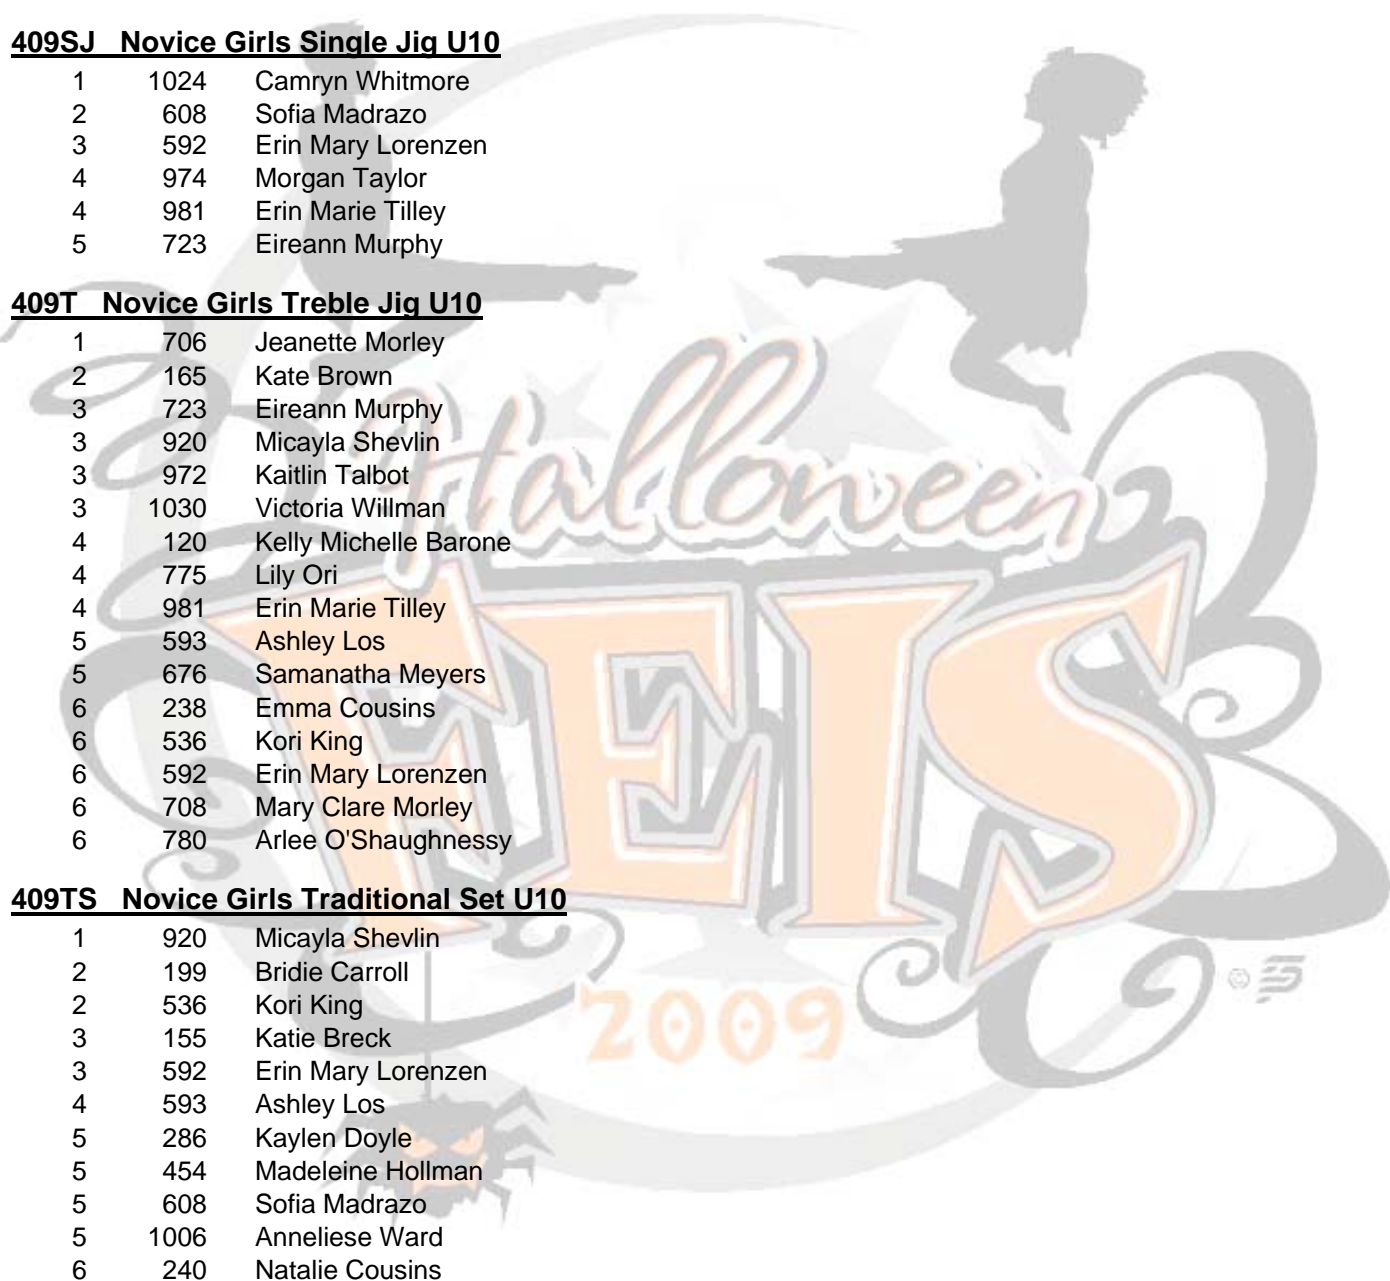 409SJ Novice Girls Single Jig U10
1 1024 Camryn Whitmore
2 608 Sofia Madrazo
3 592 Erin Mary Lorenzen
4 974 Morgan Taylor
4 981 Erin Marie Tilley
5 723 Eireann Murphy
409T Novice Girls Treble Jig U10
1 706 Jeanette Morley
2 165 Kate Brown
3 723 Eireann Murphy
3 920 Micayla Shevlin
3 972 Kaitlin Talbot
3 1030 Victoria Willman
4 120 Kelly Michelle Barone
4 775 Lily Ori
4 981 Erin Marie Tilley
5 593 Ashley Los
5 676 Samanatha Meyers
6 238 Emma Cousins
6 536 Kori King
6 592 Erin Mary Lorenzen
6 708 Mary Clare Morley
6 780 Arlee O'Shaughnessy
409TS Novice Girls Traditional Set U10
1 920 Micayla Shevlin
2 199 Bridie Carroll
2 536 Kori King
3 155 Katie Breck
3 592 Erin Mary Lorenzen
4 593 Ashley Los
5 286 Kaylen Doyle
5 454 Madeleine Hollman
5 608 Sofia Madrazo
5 1006 Anneliese Ward
6 240 Natalie Cousins
Halloween
FEIS
2009
©